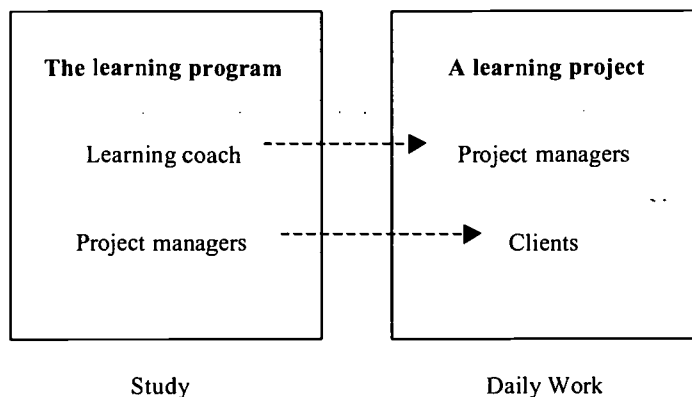 The learning program
A learning project
Learning coach
Project managers
Project managers
Clients
Study
Daily Work